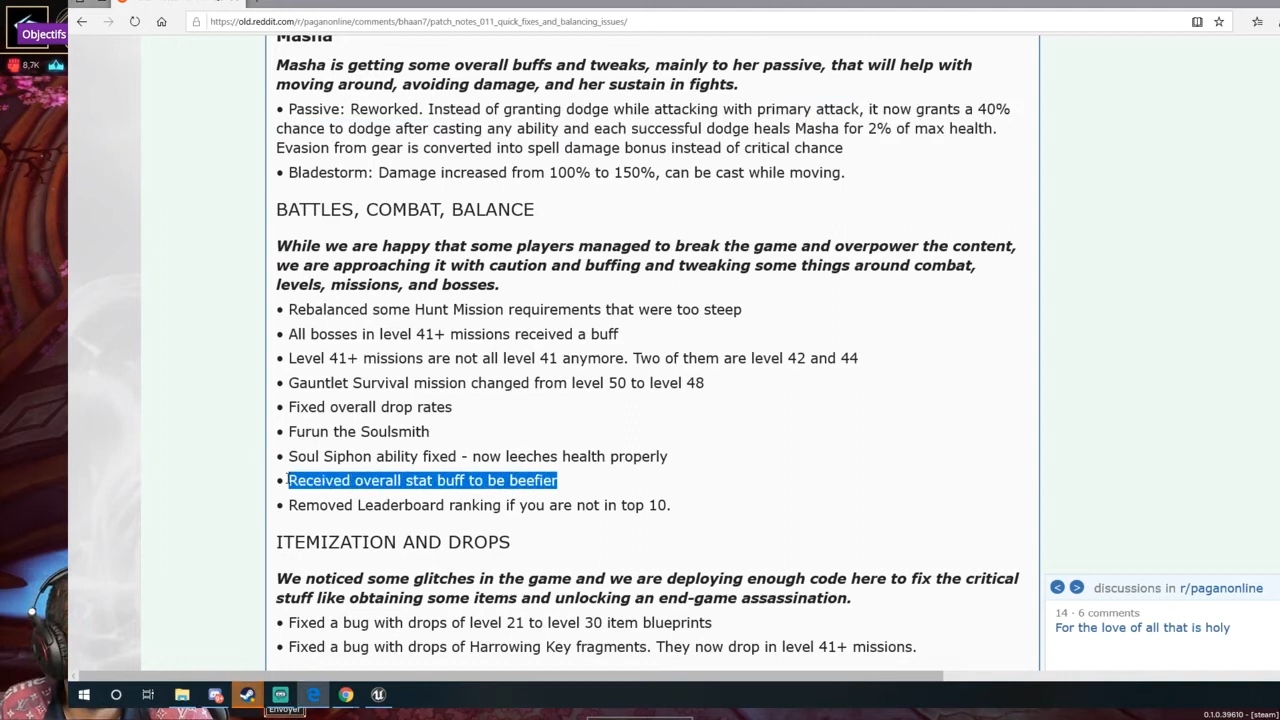 Objectifs
8,7K
https://old.reddit.com/r/paganonline/comments/bhaan7/patch_notes_011_quick_fixes_and_balancing_issues/
Masha
Masha is getting some overall buffs and tweaks, mainly to her passive, that will help with
moving around, avoiding damage, and her sustain in fights.
• Passive: Reworked. Instead of granting dodge while attacking with primary attack, it now grants a 40%
chance to dodge after casting any ability and each successful dodge heals Masha for 2% of max health.
Evasion from gear is converted into spell damage bonus instead of critical chance
• Bladestorm: Damage increased from 100% to 150%, can be cast while moving.
BATTLES, COMBAT, BALANCE
While we are happy that some players managed to break the game and overpower the content,
we are approaching it with caution and buffing and tweaking some things around combat,
levels, missions, and bosses.
• Rebalanced some Hunt Mission requirements that were too steep
• All bosses in level 41+ missions received a buff
• Level 41+ missions are not all level 41 anymore. Two of them are level 42 and 44
• Gauntlet Survival mission changed from level 50 to level 48
• Fixed overall drop rates
• Furun the Soulsmith
• Soul Siphon ability fixed - now leeches health properly
• Received overall stat buff to be beefier
• Removed Leaderboard ranking if you are not in top 10.
ITEMIZATION AND DROPS
We noticed some glitches in the game and we are deploying enough code here to fix the critical
stuff like obtaining some items and unlocking an end-game assassination.
• Fixed a bug with drops of level 21 to level 30 item blueprints
• Fixed a bug with drops of Harrowing Key fragments. They now drop in level 41+ missions.
discussions in r/paganonline
14 · 6 comments
For the love of all that is holy
Envoyer
0.1.0.39610 - [steam]